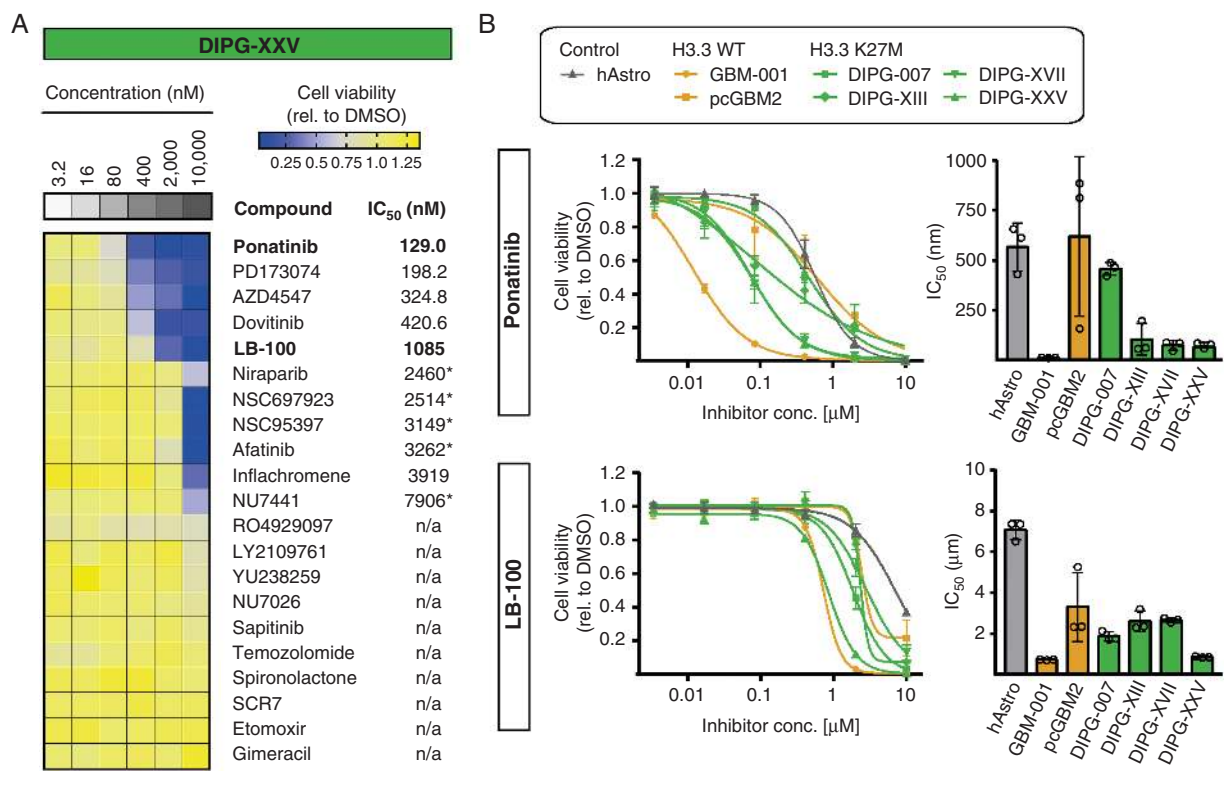 A
DIPG-XXV
Concentration (nM)
3.2
16
80
400
2,000
10,000
Cell viability
(rel. to DMSO)
0.25 0.5 0.75 1.0 1.25
Compound IC50 (nM)
Ponatinib 129.0
PD173074 198.2
AZD4547 324.8
Dovitinib 420.6
LB-100 1085
Niraparib 2460*
NSC697923 2514*
NSC95397 3149*
Afatinib 3262*
Inflachromene 3919
NU7441 7906*
RO4929097 n/a
LY2109761 n/a
YU238259 n/a
NU7026 n/a
Sapitinib n/a
Temozolomide n/a
Spironolactone n/a
SCR7 n/a
Etomoxir n/a
Gimeracil n/a
B
Control H3.3 WT H3.3 K27M
hAstro GBM-001 DIPG-007 DIPG-XVII
pcGBM2 DIPG-XIII DIPG-XXV
Ponatinib
Cell viability
(rel. to DMSO)
1.2
1.0
0.8
0.6
0.4
0.2
0.01 0.1 1 10
Inhibitor conc. [μM]
IC50 (nm)
1000
750
500
250
hAstro
GBM-001
pcGBM2
DIPG-007
DIPG-XIII
DIPG-XVII
DIPG-XXV
LB-100
Cell viability
(rel. to DMSO)
1.2
1.0
0.8
0.6
0.4
0.2
0.01 0.1 1 10
Inhibitor conc. [μM]
IC50 (μm)
10
8
6
4
2
hAstro
GBM-001
pcGBM2
DIPG-007
DIPG-XIII
DIPG-XVII
DIPG-XXV